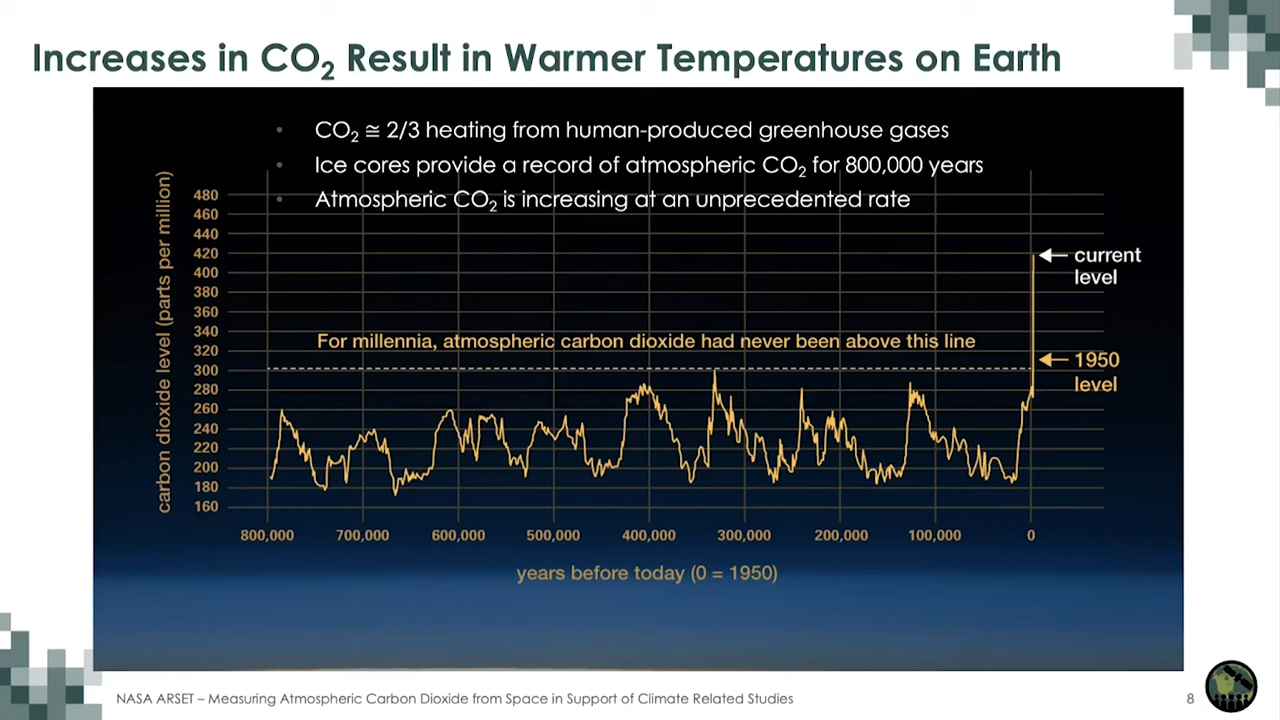 Increases in CO₂ Result in Warmer Temperatures on Earth
• CO₂ ≅ 2/3 heating from human-produced greenhouse gases
• Ice cores provide a record of atmospheric CO₂ for 800,000 years
• Atmospheric CO₂ is increasing at an unprecedented rate
carbon dioxide level (parts per million)
480
460
440
420
400
380
360
340
320
300
280
260
240
220
200
180
160
current
level
For millennia, atmospheric carbon dioxide had never been above this line
1950
level
800,000 700,000 600,000 500,000 400,000 300,000 200,000 100,000 0
years before today (0 = 1950)
NASA ARSET – Measuring Atmospheric Carbon Dioxide from Space in Support of Climate Related Studies 8